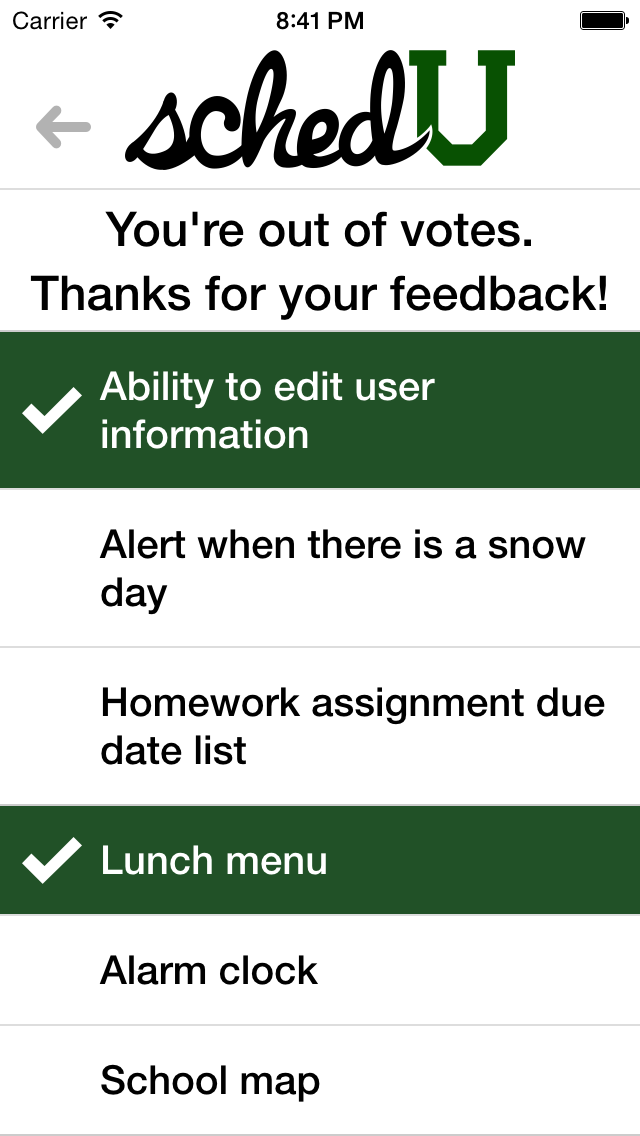 Carrier 8:41 PM
schedU
You're out of votes.
Thanks for your feedback!
Ability to edit user
information
Alert when there is a snow
day
Homework assignment due
date list
Lunch menu
Alarm clock
School map